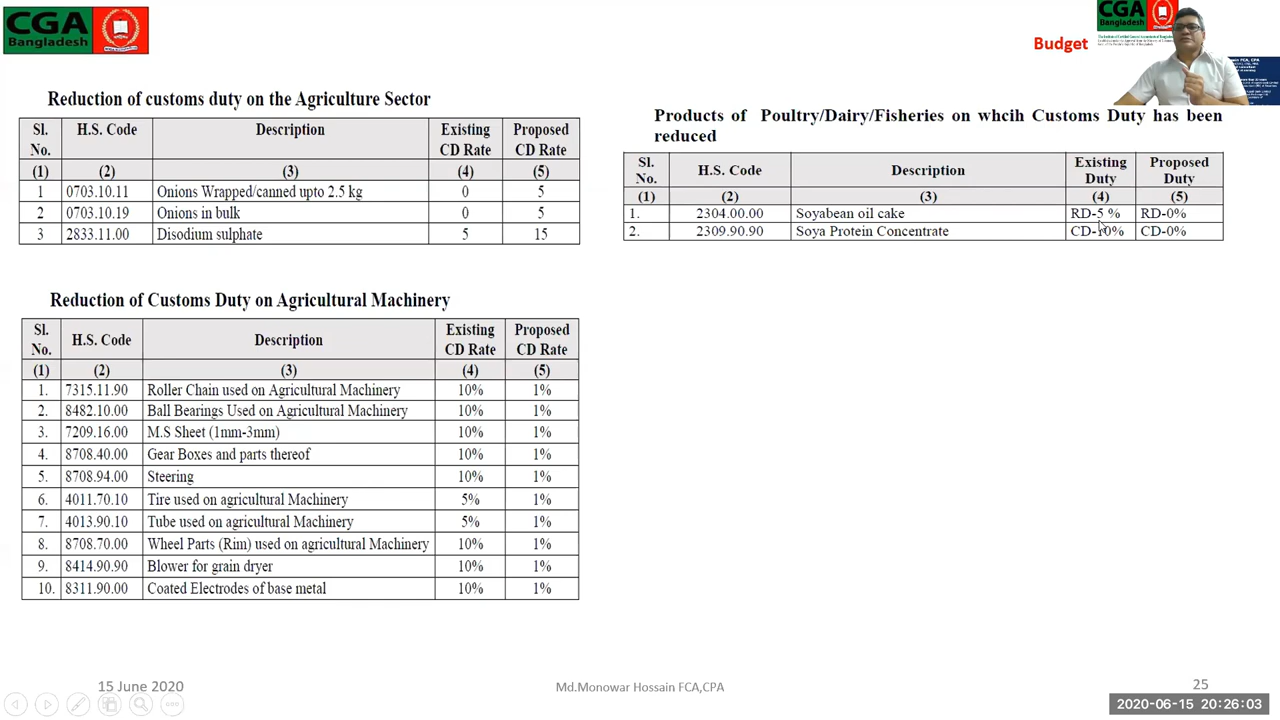 CGA
Bangladesh
Budget
CGA
Bangladesh
Reduction of customs duty on the Agriculture Sector
Sl. No. H.S. Code Description Existing CD Rate Proposed CD Rate
(1) (2) (3) (4) (5)
1 0703.10.11 Onions Wrapped/canned upto 2.5 kg 0 5
2 0703.10.19 Onions in bulk 0 5
3 2833.11.00 Disodium sulphate 5 15
Products of Poultry/Dairy/Fisheries on whcih Customs Duty has been
reduced
Sl. No. H.S. Code Description Existing Duty Proposed Duty
(1) (2) (3) (4) (5)
1. 2304.00.00 Soyabean oil cake RD-5 % RD-0%
2. 2309.90.90 Soya Protein Concentrate CD-10% CD-0%
Reduction of Customs Duty on Agricultural Machinery
Sl. No. H.S. Code Description Existing CD Rate Proposed CD Rate
(1) (2) (3) (4) (5)
1. 7315.11.90 Roller Chain used on Agricultural Machinery 10% 1%
2. 8482.10.00 Ball Bearings Used on Agricultural Machinery 10% 1%
3. 7209.16.00 M.S Sheet (1mm-3mm) 10% 1%
4. 8708.40.00 Gear Boxes and parts thereof 10% 1%
5. 8708.94.00 Steering 10% 1%
6. 4011.70.10 Tire used on agricultural Machinery 5% 1%
7. 4013.90.10 Tube used on agricultural Machinery 5% 1%
8. 8708.70.00 Wheel Parts (Rim) used on agricultural Machinery 10% 1%
9. 8414.90.90 Blower for grain dryer 10% 1%
10. 8311.90.00 Coated Electrodes of base metal 10% 1%
15 June 2020
Md.Monowar Hossain FCA,CPA
25
2020-06-15 20:26:03